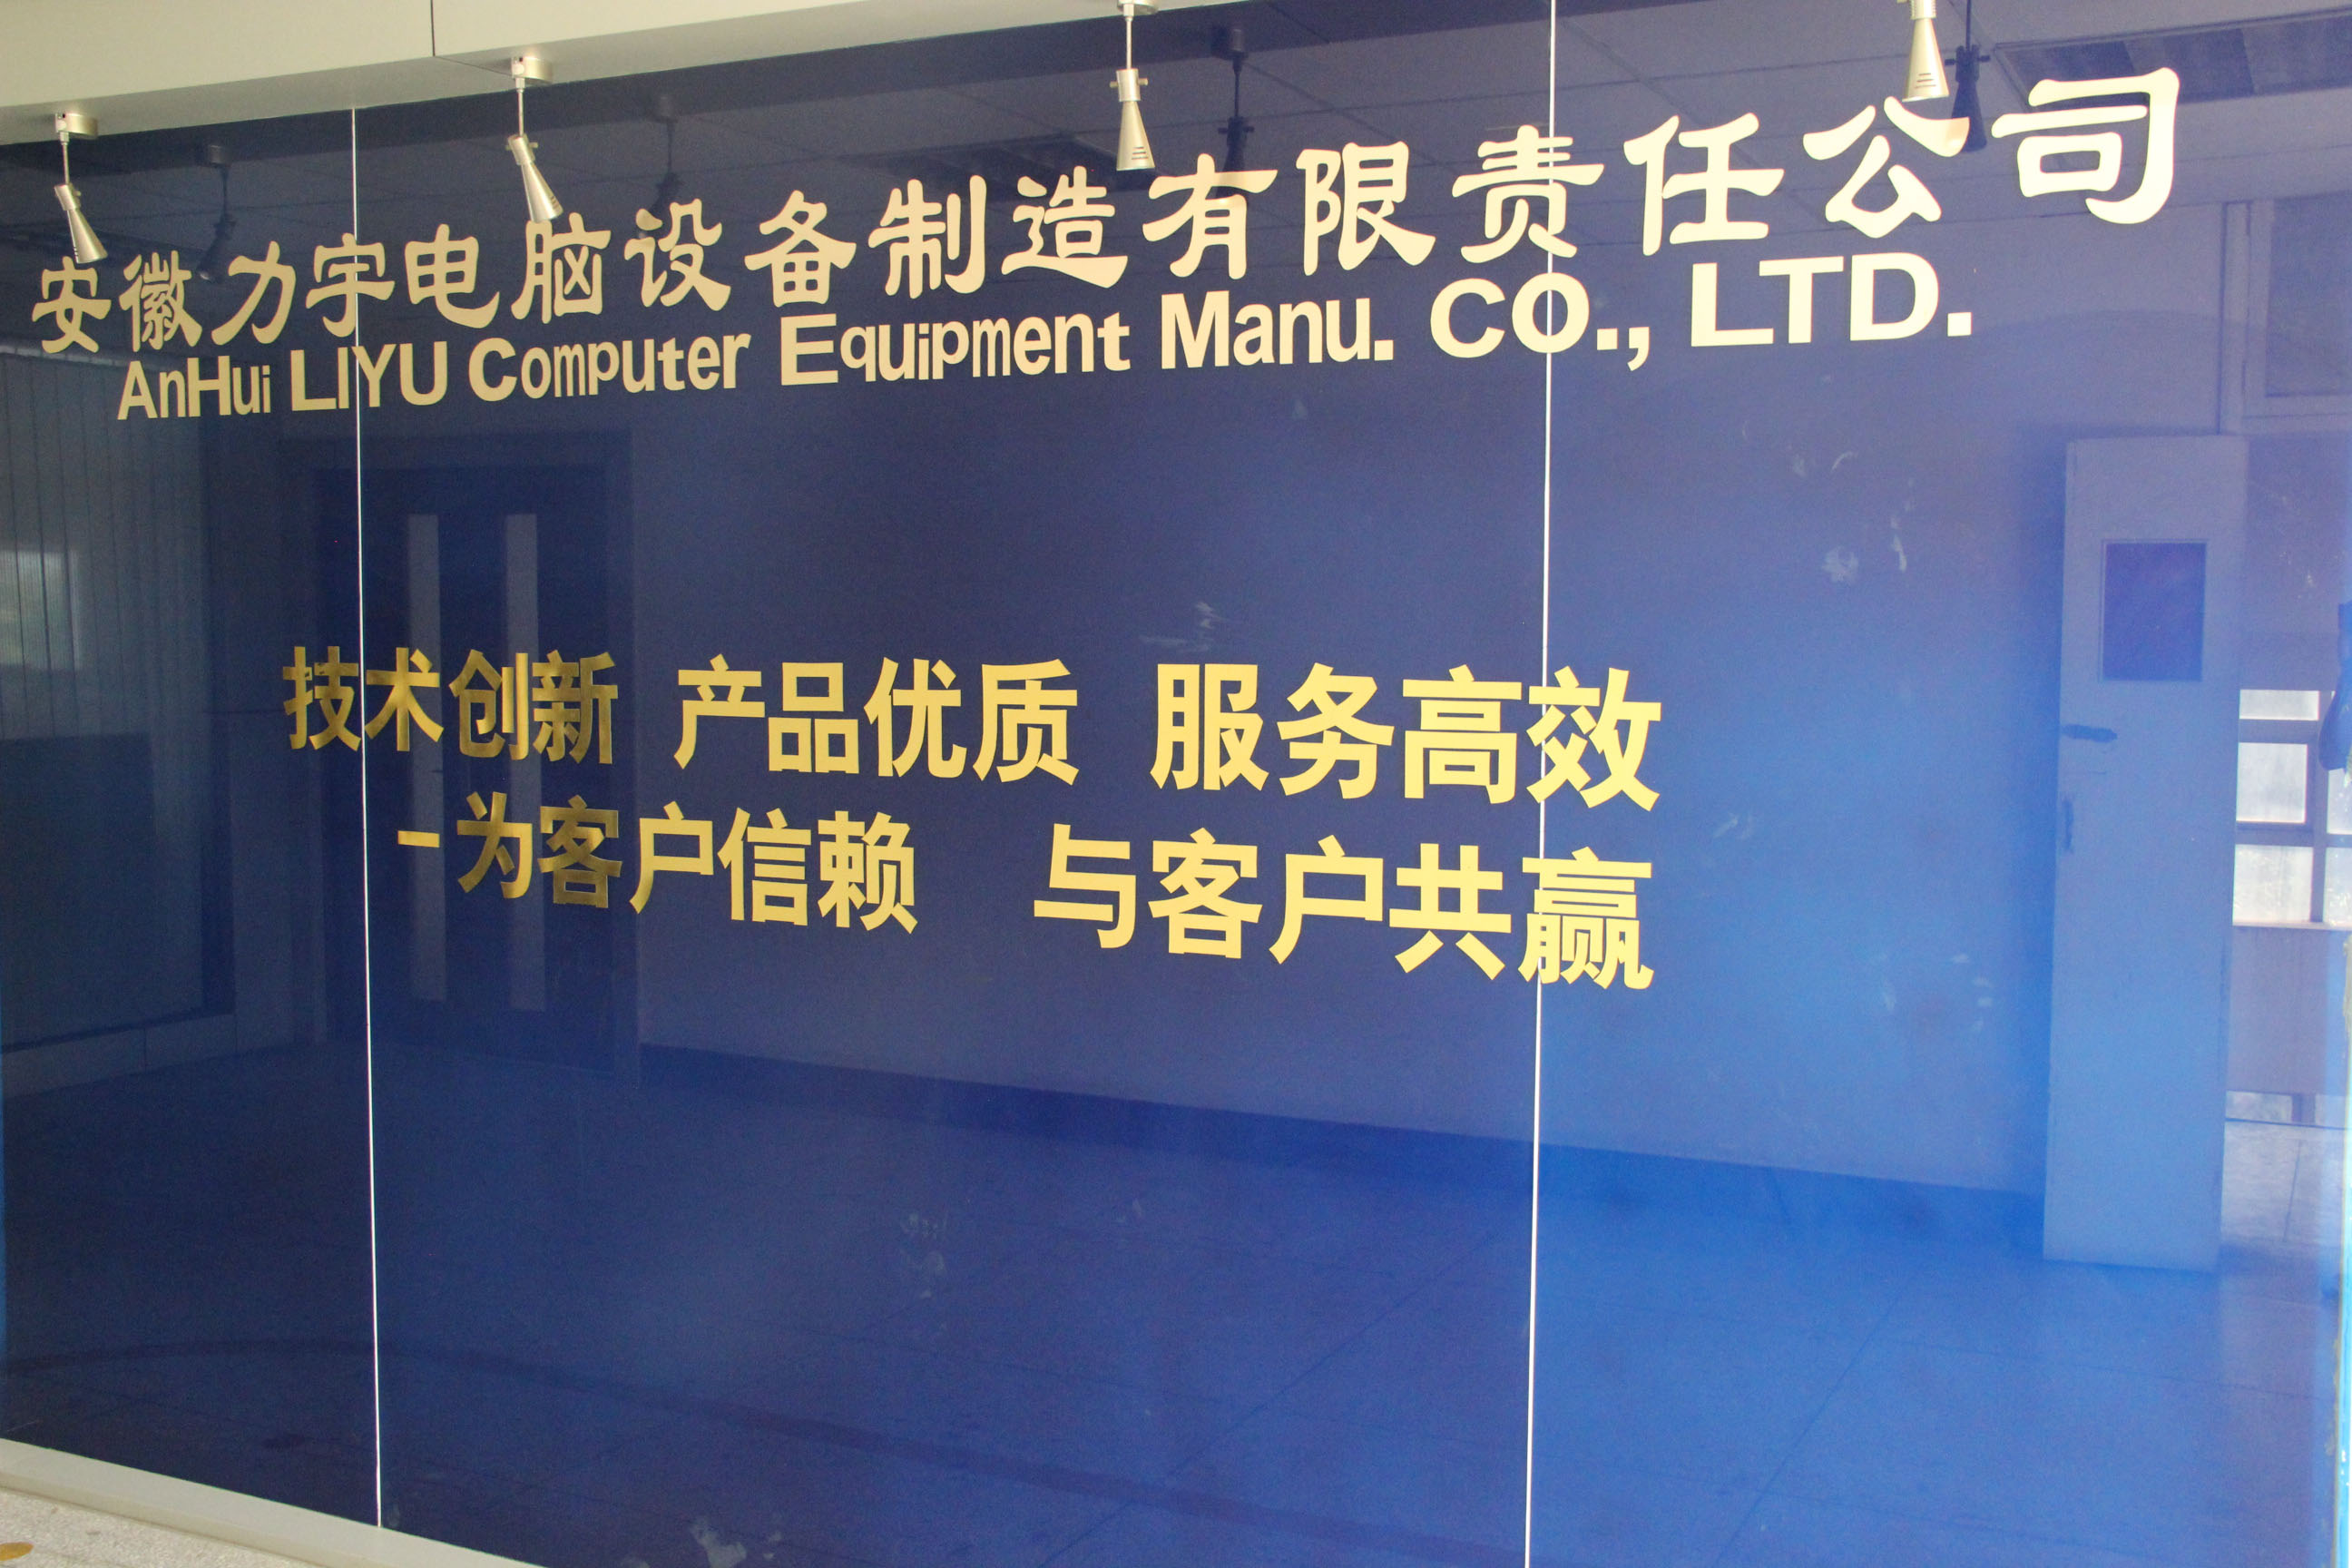 安徽力宇电脑设备制造有限责任公司
AnHui LIYU Computer Equipment Manu. CO., LTD.
技术创新 产品优质 服务高效
-为客户信赖 与客户共赢